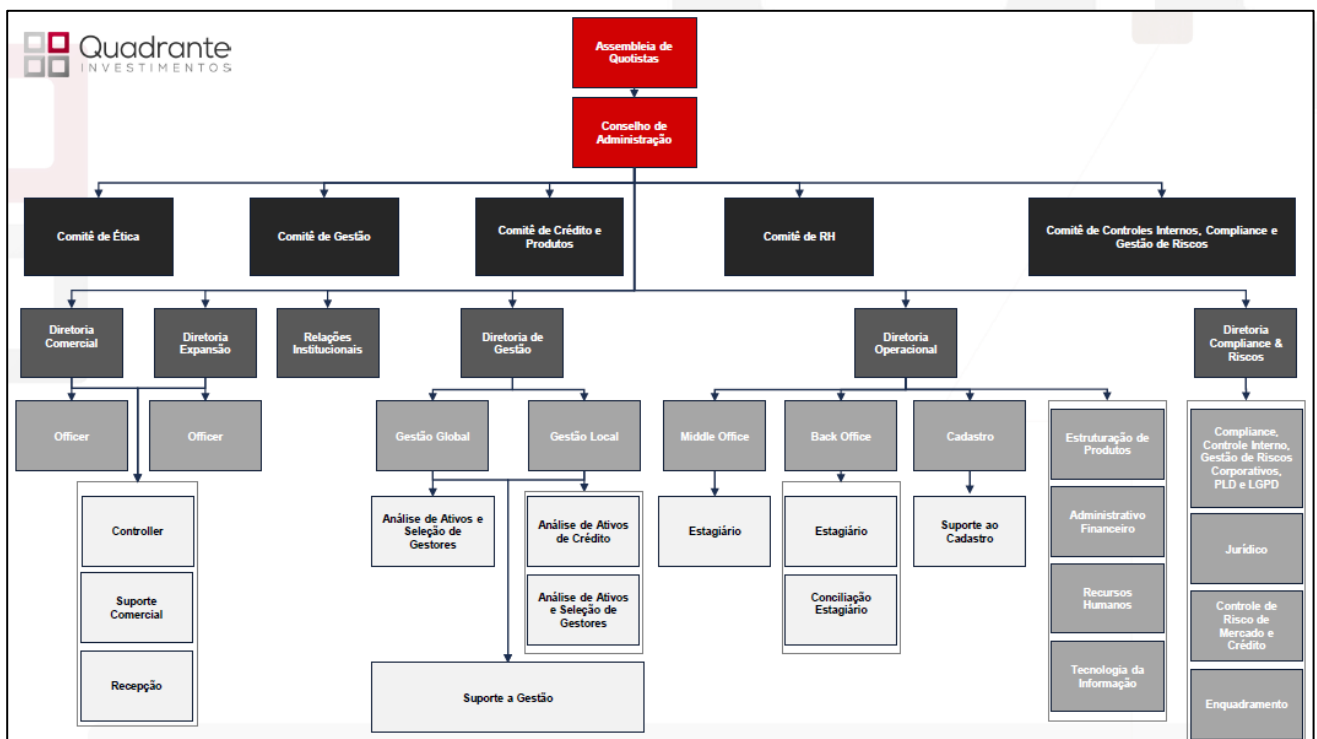 Quadrante
INVESTIMENTOS
Assembleia de
Quotistas
Conselho de
Administração
Comitê de Ética
Comitê de Gestão
Comitê de Crédito e
Produtos
Comitê de RH
Comitê de Controles Internos, Compliance e
Gestão de Riscos
Diretoria
Comercial
Diretoria
Expansão
Relações
Institucionais
Diretoria de
Gestão
Diretoria
Operacional
Diretoria
Compliance &
Riscos
Officer
Officer
Gestão Global
Gestão Local
Middle Office
Back Office
Cadastro
Estruturação de
Produtos
Compliance,
Controle Interno,
Gestão de Riscos
Corporativos,
PLD e LGPD
Controller
Análise de Ativos e
Seleção de
Gestores
Análise de Ativos
de Crédito
Estagiário
Estagiário
Suporte ao
Cadastro
Administrativo
Financeiro
Jurídico
Suporte
Comercial
Análise de Ativos
e Seleção de
Gestores
Conciliação
Estagiário
Recursos
Humanos
Controle de
Risco de
Mercado e
Crédito
Recepção
Suporte a Gestão
Tecnologia da
Informação
Enquadramento